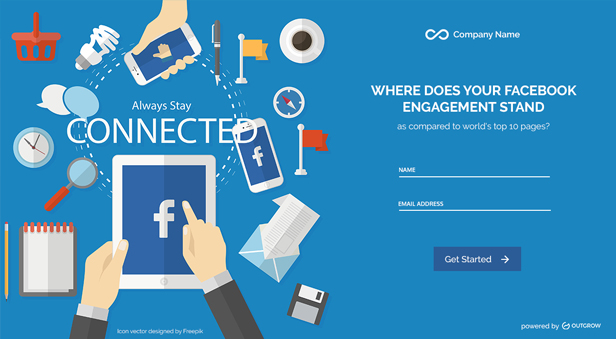 Company Name
Always Stay
CONNECTED
WHERE DOES YOUR FACEBOOK
ENGAGEMENT STAND
as compared to world's top 10 pages?
NAME
EMAIL ADDRESS
Get Started
Icon vector designed by Freepik
powered by OUTGROW